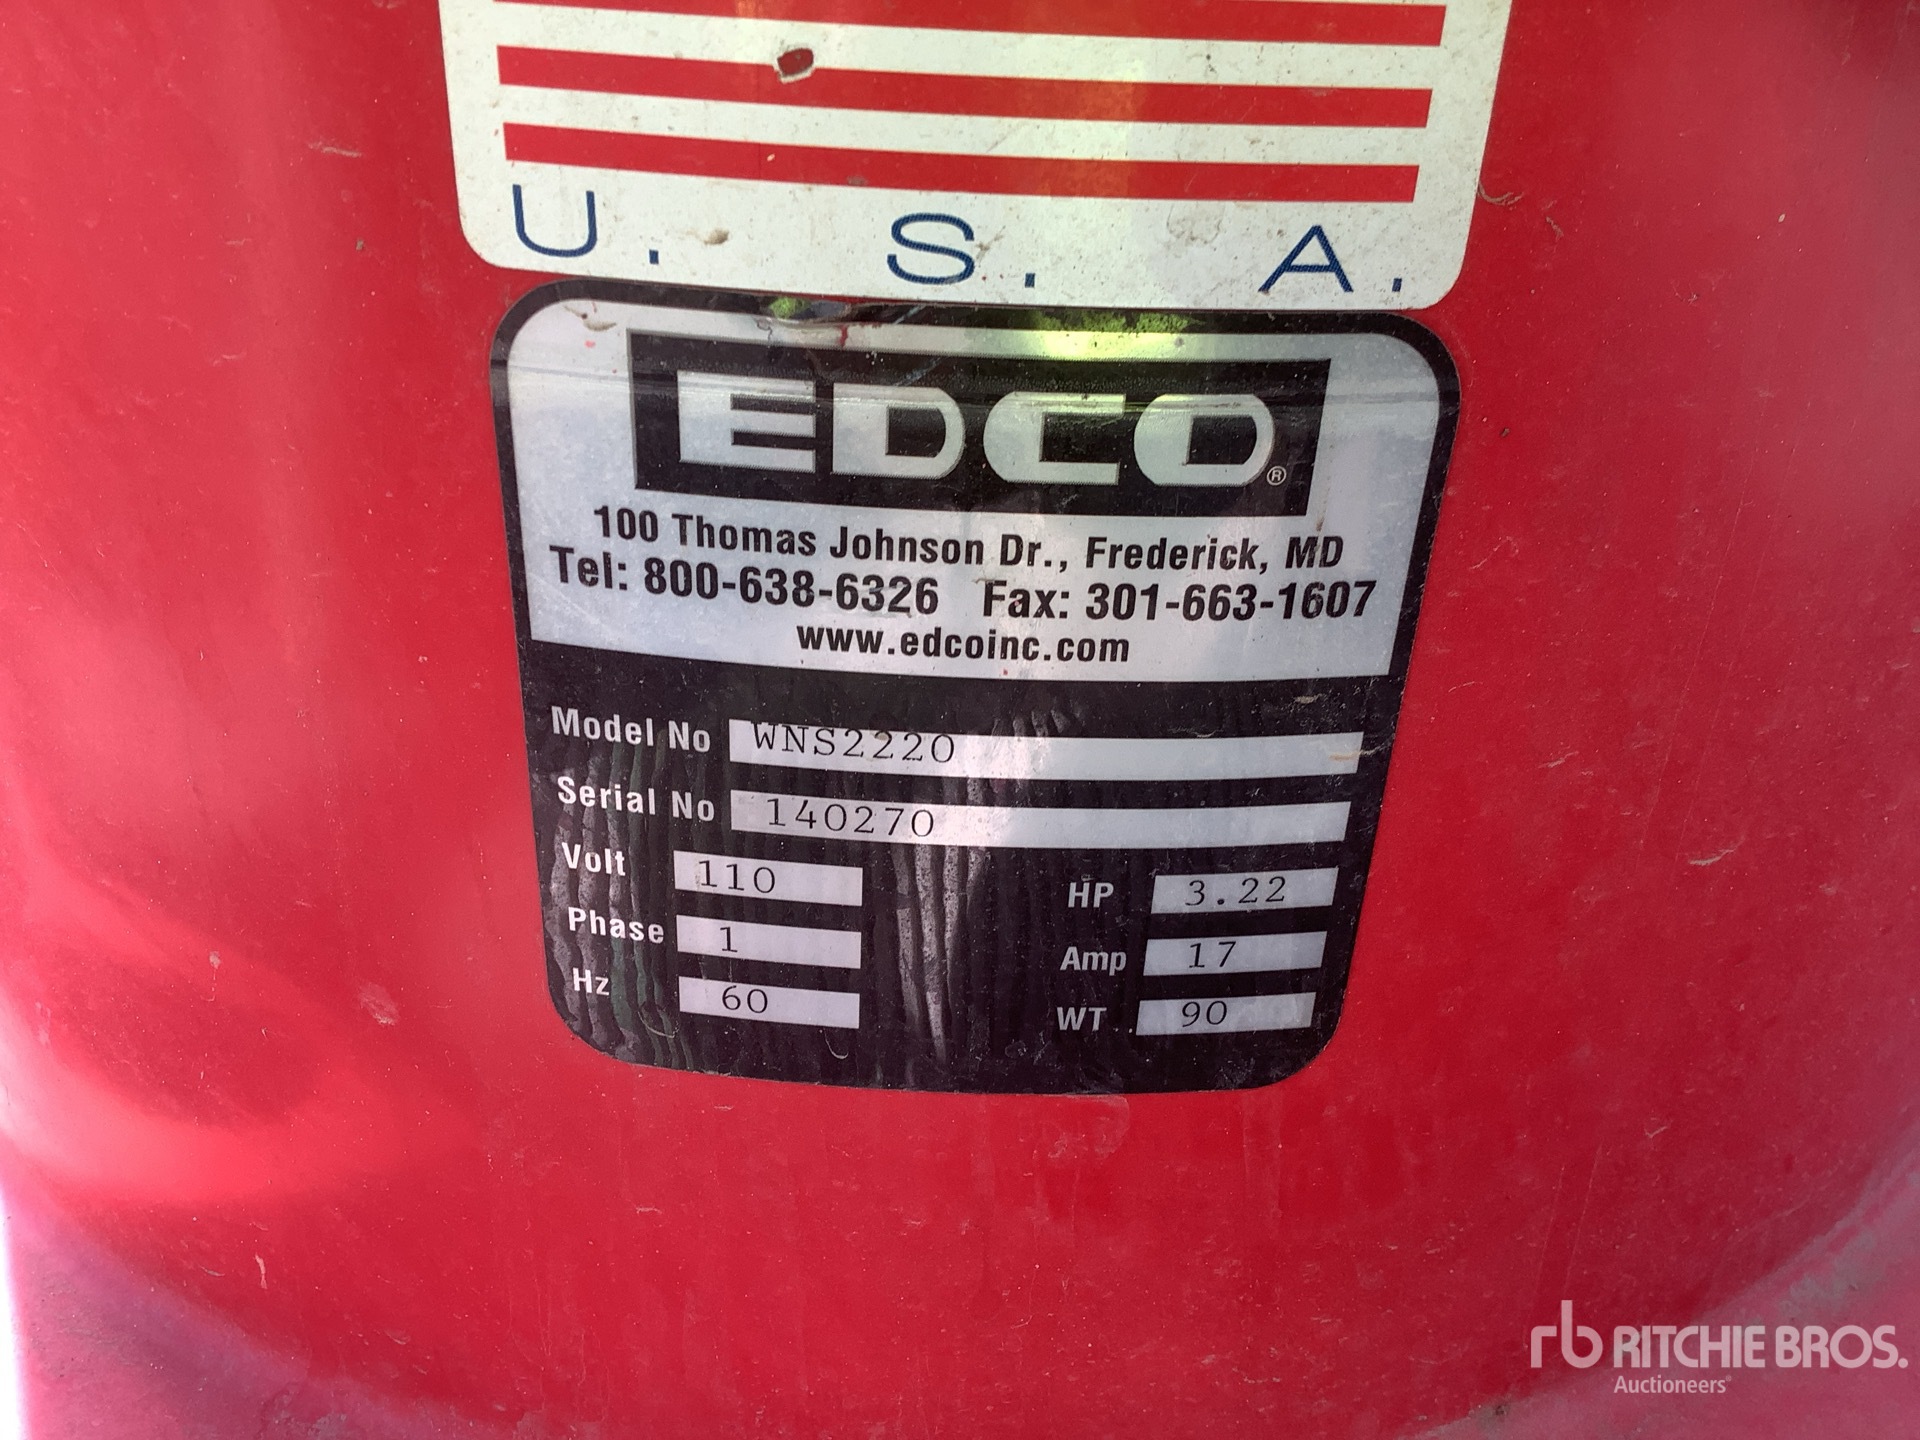 U. S. A.
EDCO®
100 Thomas Johnson Dr., Frederick, MD
Tel: 800-638-6326 Fax: 301-663-1607
www.edcoinc.com
Model No WNS2220
Serial No 140270
Volt 110
HP 3.22
Phase 1
Amp 17
Hz 60
WT 90
rb RITCHIE BROS.
Auctioneers